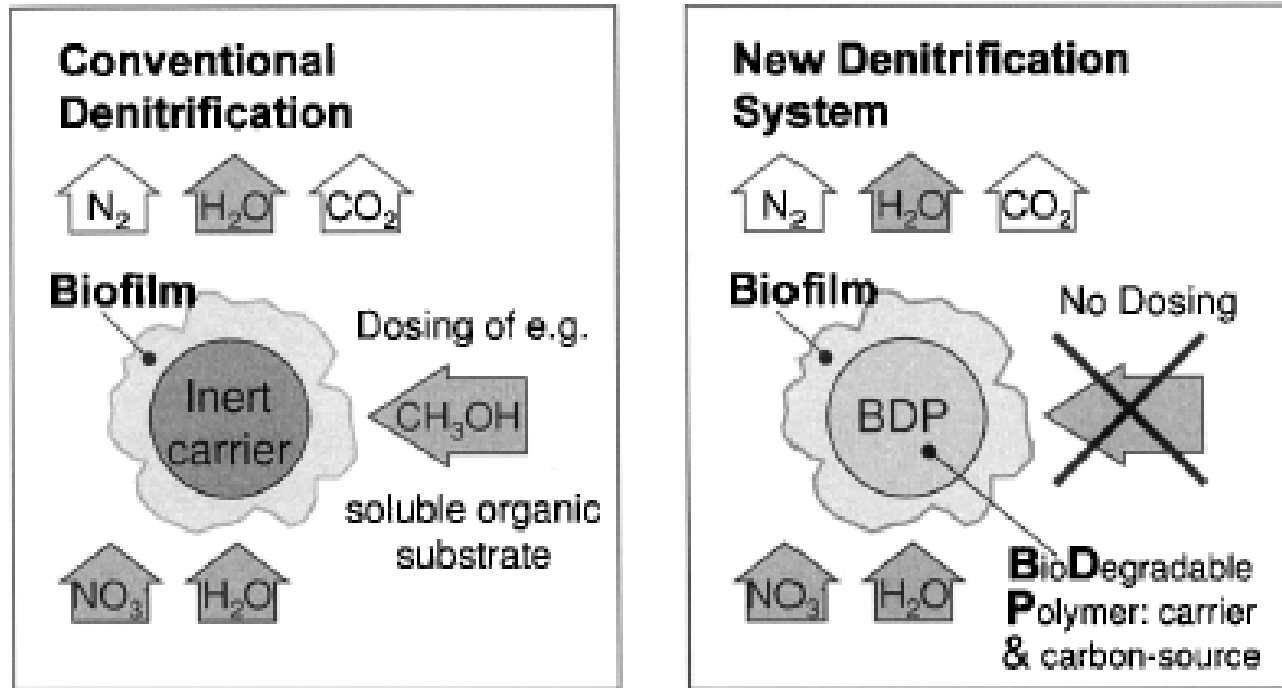 Conventional
Denitrification
N₂ H₂O CO₂
Biofilm
Dosing of e.g.
Inert
carrier
CH₃OH
soluble organic
substrate
NO₃ H₂O
New Denitrification
System
N₂ H₂O CO₂
Biofilm
No Dosing
BDP
BioDegradable
Polymer: carrier
& carbon-source
NO₃ H₂O